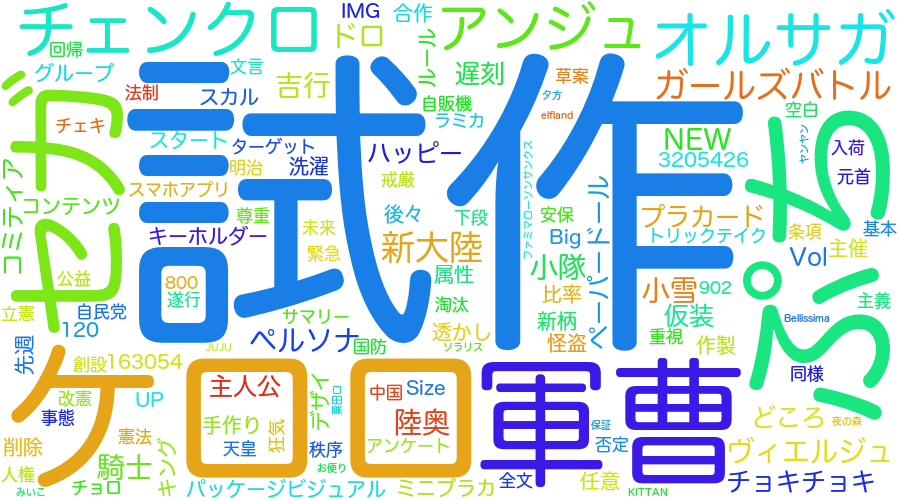 チェンクロ
回帰
グループ
文言
法制
スカル
チェキ
スタート
セガ
コミティア
コンテンツ
公益
立憲
自民党
120
先週
IMG
合作
ドロ
ルール
吉行
遅刻
自販機
ラミカ
ターゲット
明治
洗濯
ハッピー
戒厳
スマホアプリ
尊重
キーホルダー
未来
緊急
後々
下段
新大陸
属性
淘汰
800
遂行
サマリー
透かし
ソラリス
ペルソナ
国防
JUJU
試作
アンジュ
草案
夕方
elfland
ファミマローソンサンクス
安保
Big
ペーパードール
小隊
比率
新柄
怪盗
オルサガ
ガールズバトル
NEW
3205426
空白
ヤンヤン
入荷
元首
プラカード
トリックテイク
条項
主催
基本
Vol
小雪
902
仮装
重視
作製
主義
Bellissima
ぷち
同様
創設
163054
改憲
事態
UP
削除
憲法
人権
みいこ
騎士
チョロ
キング
ケロロ軍曹
主人公
手作り
天皇
狂気
デザイ
粟田口
秩序
お便り
中国
Size
陸奥
アンケート
パッケージビジュアル
ミニプラカ
全文
保証
否定
任意
KITTAN
どころ
夜の森
ヴィエルジュ
チョキチョキ